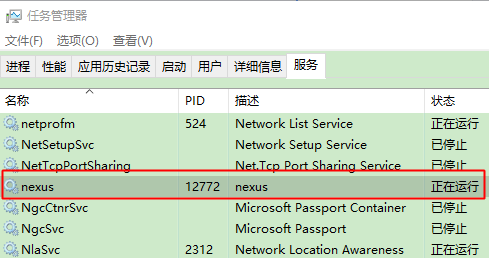 任务管理器
文件(F) 选项(O) 查看(V)
进程 性能 应用历史记录 启动 用户 详细信息 服务
名称 PID 描述 状态
netprofm 524 Network List Service 正在运行
NetSetupSvc Network Setup Service 已停止
NetTcpPortSharing Net.Tcp Port Sharing Service 已停止
nexus 12772 nexus 正在运行
NgcCtnrSvc Microsoft Passport Container 已停止
NgcSvc Microsoft Passport 已停止
NlaSvc 2312 Network Location Awareness 正在运行